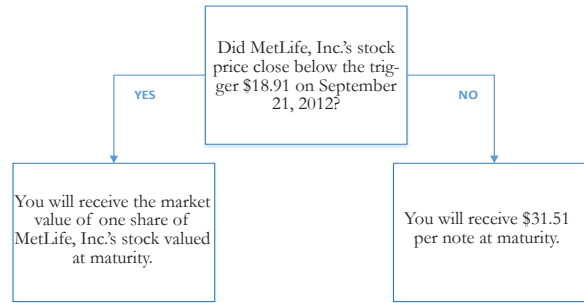 Did MetLife, Inc.’s stock
price close below the trig-
ger $18.91 on September
21, 2012?
YES
NO
You will receive the market
value of one share of
MetLife, Inc.’s stock valued
at maturity.
You will receive $31.51
per note at maturity.